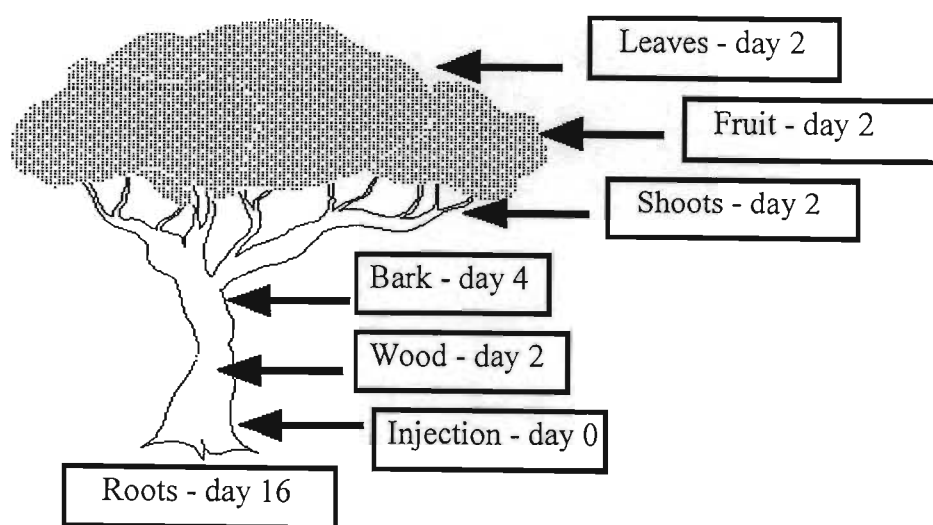 Leaves - day 2
Fruit - day 2
Shoots - day 2
Bark - day 4
Wood - day 2
Injection - day 0
Roots - day 16